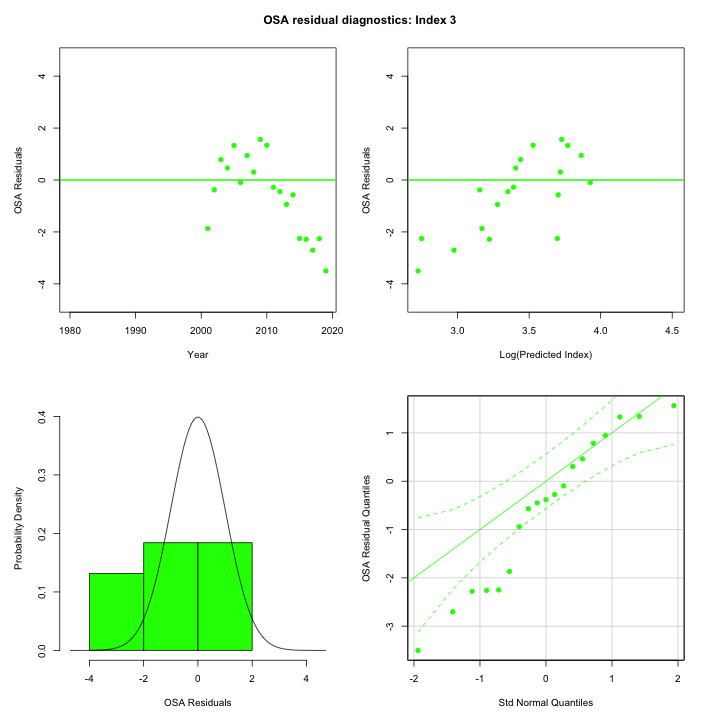 OSA residual diagnostics: Index 3
OSA Residuals
4
2
0
-2
-4
1980 1990 2000 2010 2020
Year
OSA Residuals
4
2
0
-2
-4
3.0 3.5 4.0 4.5
Log(Predicted Index)
Probability Density
0.4
0.3
0.2
0.1
0.0
-4 -2 0 2 4
OSA Residuals
OSA Residual Quantiles
1
0
-1
-2
-3
-2 -1 0 1 2
Std Normal Quantiles